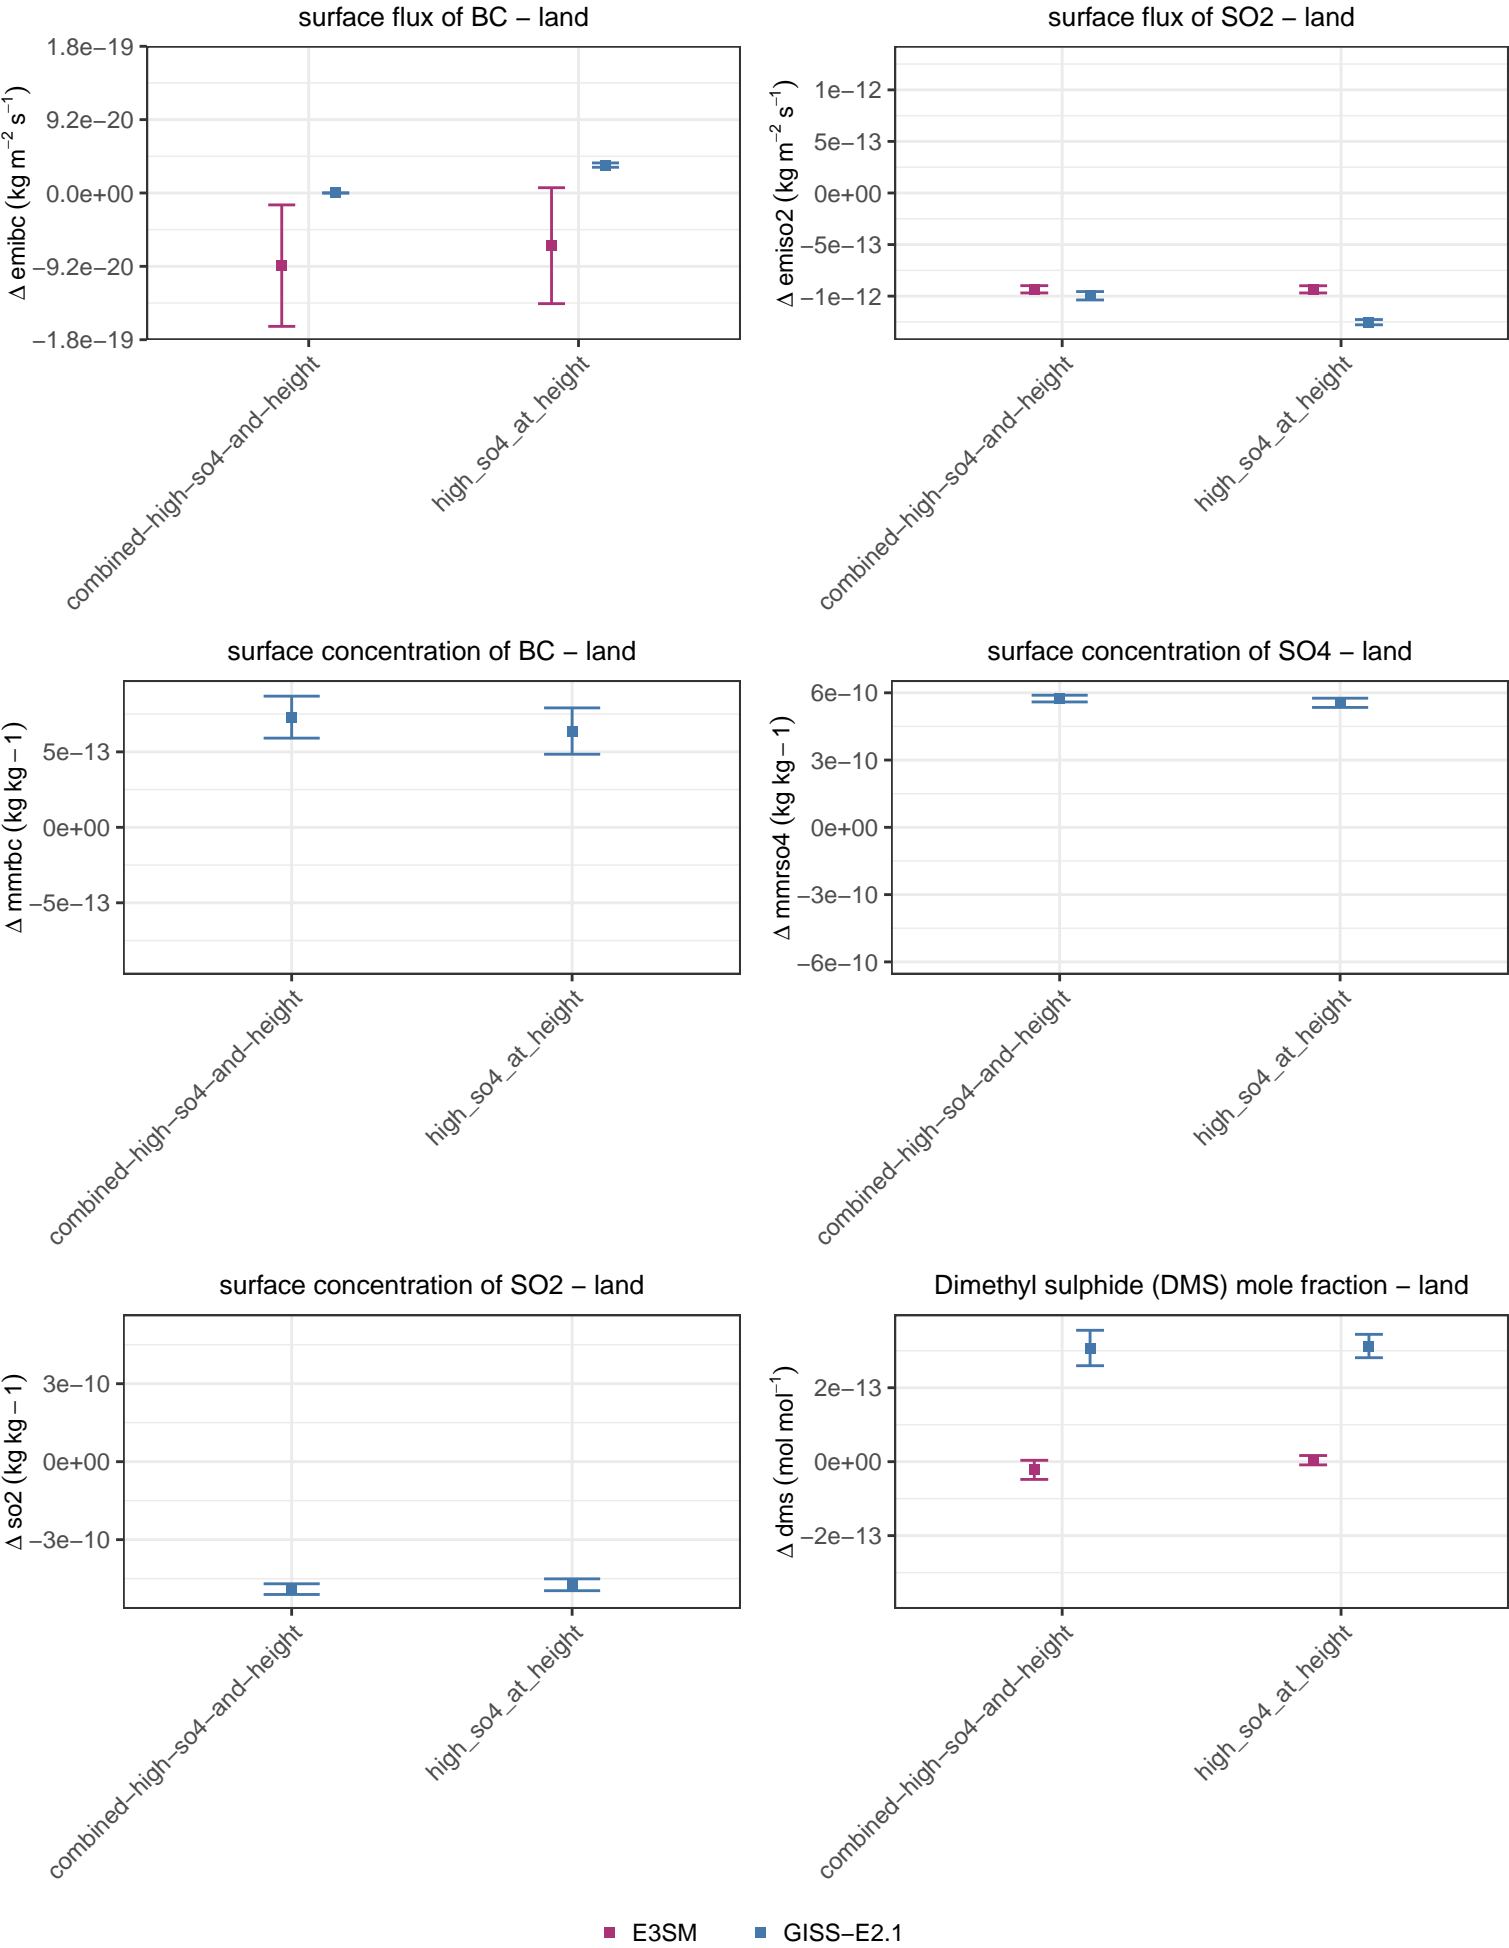 surface flux of BC − land
Δ emibc (kg m−2 s−1)
1.8e−19
9.2e−20
0.0e+00
−9.2e−20
−1.8e−19
combined−high−so4−and−height
high_so4_at_height
surface flux of SO2 − land
Δ emiso2 (kg m−2 s−1)
1e−12
5e−13
0e+00
−5e−13
−1e−12
combined−high−so4−and−height
high_so4_at_height
surface concentration of BC − land
Δ mmrbc (kg kg − 1)
5e−13
0e+00
−5e−13
combined−high−so4−and−height
high_so4_at_height
surface concentration of SO4 − land
Δ mmrso4 (kg kg − 1)
6e−10
3e−10
0e+00
−3e−10
−6e−10
combined−high−so4−and−height
high_so4_at_height
surface concentration of SO2 − land
Δ so2 (kg kg − 1)
3e−10
0e+00
−3e−10
combined−high−so4−and−height
high_so4_at_height
Dimethyl sulphide (DMS) mole fraction − land
Δ dms (mol mol−1)
2e−13
0e+00
−2e−13
combined−high−so4−and−height
high_so4_at_height
E3SM
GISS−E2.1